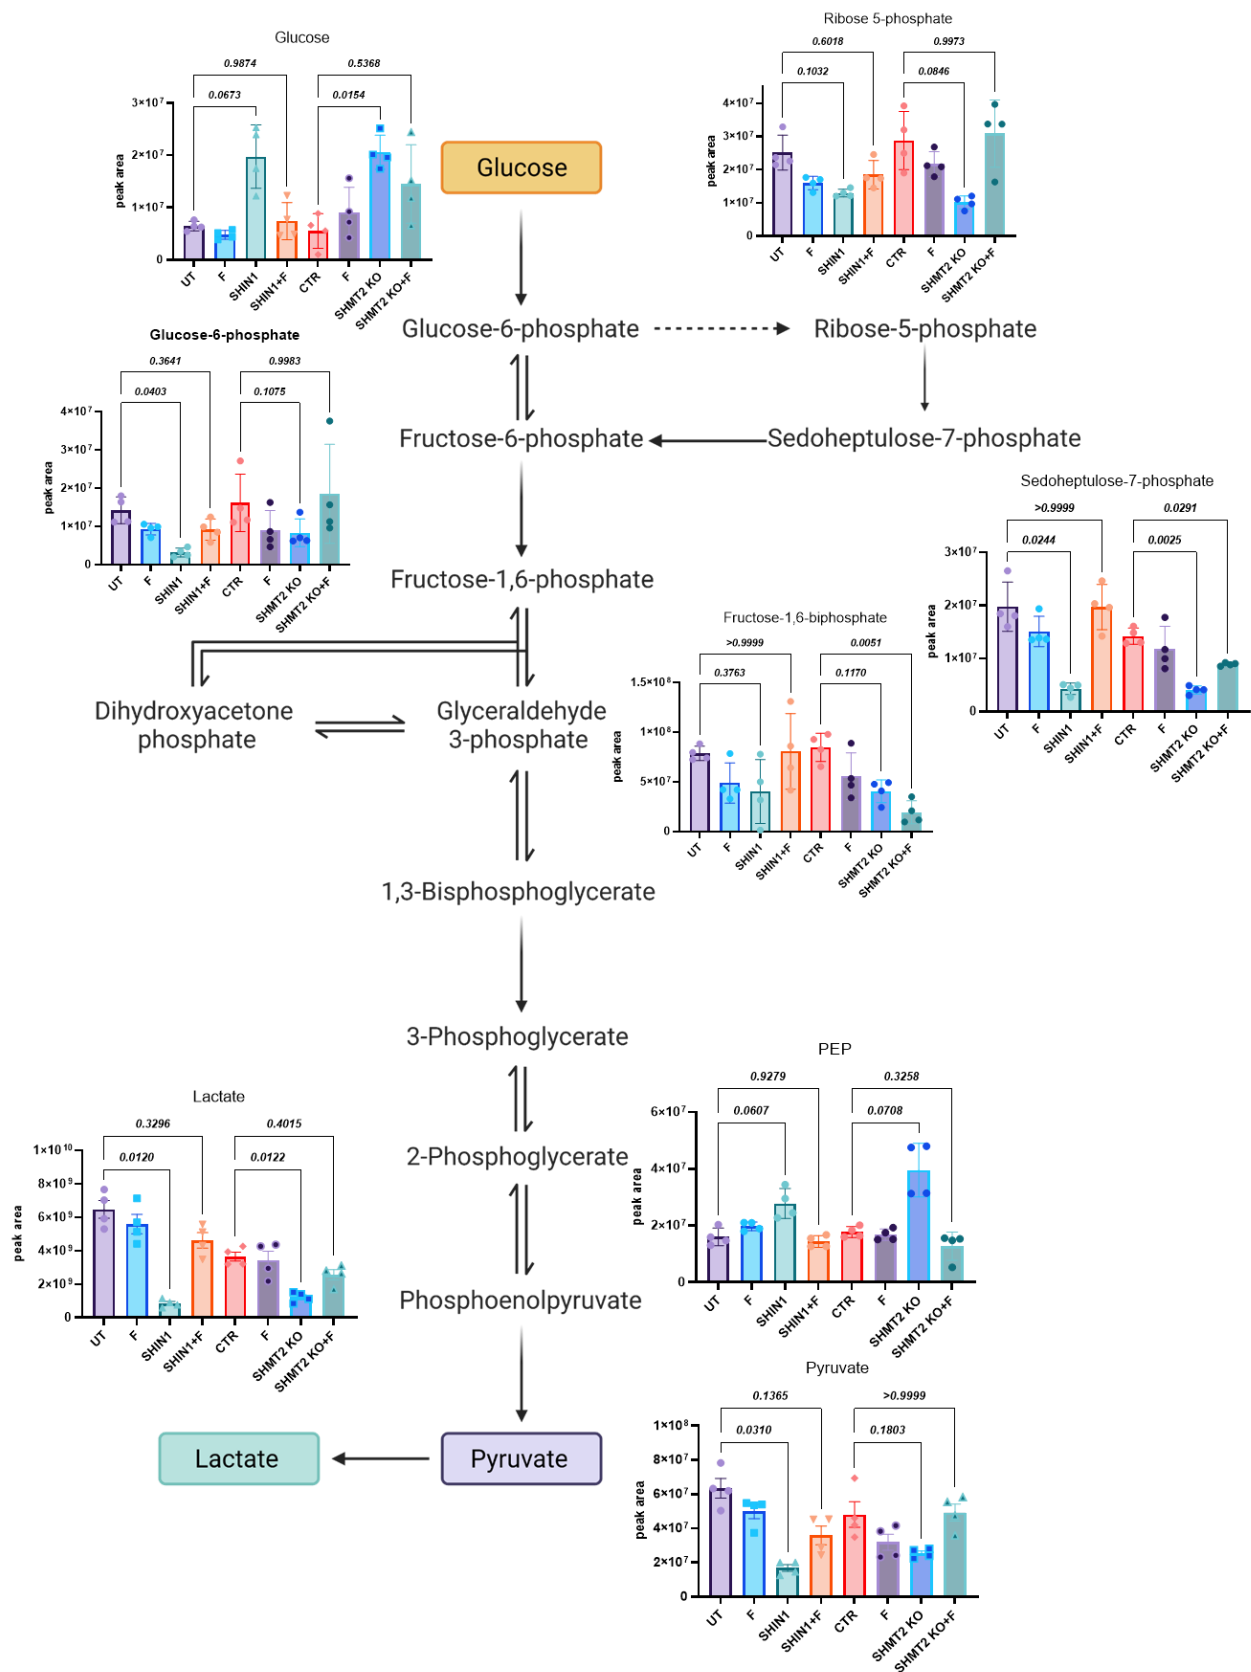 Glucose
0.9874
0.5368
0.0673
0.0154
peak area
3×10⁷
2×10⁷
1×10⁷
0
UT
F
SHIN1
SHIN1+F
CTR
F
SHMT2 KO
SHMT2 KO+F
Ribose 5-phosphate
0.6018
0.9973
0.1032
0.0846
peak area
4×10⁷
3×10⁷
2×10⁷
1×10⁷
0
UT
F
SHIN1
SHIN1+F
CTR
F
SHMT2 KO
SHMT2 KO+F
Glucose
Glucose-6-phosphate
Ribose-5-phosphate
Glucose-6-phosphate
0.3641
0.9983
0.0403
0.1075
peak area
4×10⁷
3×10⁷
2×10⁷
1×10⁷
0
UT
F
SHIN1
SHIN1+F
CTR
F
SHMT2 KO
SHMT2 KO+F
Fructose-6-phosphate
Sedoheptulose-7-phosphate
Sedoheptulose-7-phosphate
>0.9999
0.0291
0.0244
0.0025
peak area
3×10⁷
2×10⁷
1×10⁷
0
UT
F
SHIN1
SHIN1+F
CTR
F
SHMT2 KO
SHMT2 KO+F
Fructose-1,6-phosphate
Fructose-1,6-biphosphate
>0.9999
0.0051
0.3763
0.1170
peak area
1.5×10⁸
1×10⁸
5×10⁷
0
UT
F
SHIN1
SHIN1+F
CTR
F
SHMT2 KO
SHMT2 KO+F
Dihydroxyacetone
phosphate
Glyceraldehyde
3-phosphate
1,3-Bisphosphoglycerate
3-Phosphoglycerate
PEP
0.9279
0.3258
0.0607
0.0708
peak area
6×10⁷
4×10⁷
2×10⁷
0
UT
F
SHIN1
SHIN1+F
CTR
F
SHMT2 KO
SHMT2 KO+F
Lactate
0.3296
0.4015
0.0120
0.0122
peak area
1×10¹⁰
8×10⁹
6×10⁹
4×10⁹
2×10⁹
0
UT
F
SHIN1
SHIN1+F
CTR
F
SHMT2 KO
SHMT2 KO+F
2-Phosphoglycerate
Phosphoenolpyruvate
Pyruvate
0.1365
>0.9999
0.0310
0.1803
peak area
1×10⁸
8×10⁷
6×10⁷
4×10⁷
2×10⁷
0
UT
F
SHIN1
SHIN1+F
CTR
F
SHMT2 KO
SHMT2 KO+F
Lactate
Pyruvate